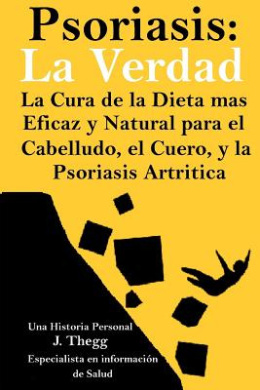 Psoriasis:
La Verdad
La Cura de la Dieta mas
Eficaz y Natural para el
Cabelludo, el Cuero, y la
Psoriasis Artritica
Una Historia Personal
J. Thegg
Especialista en información
de Salud